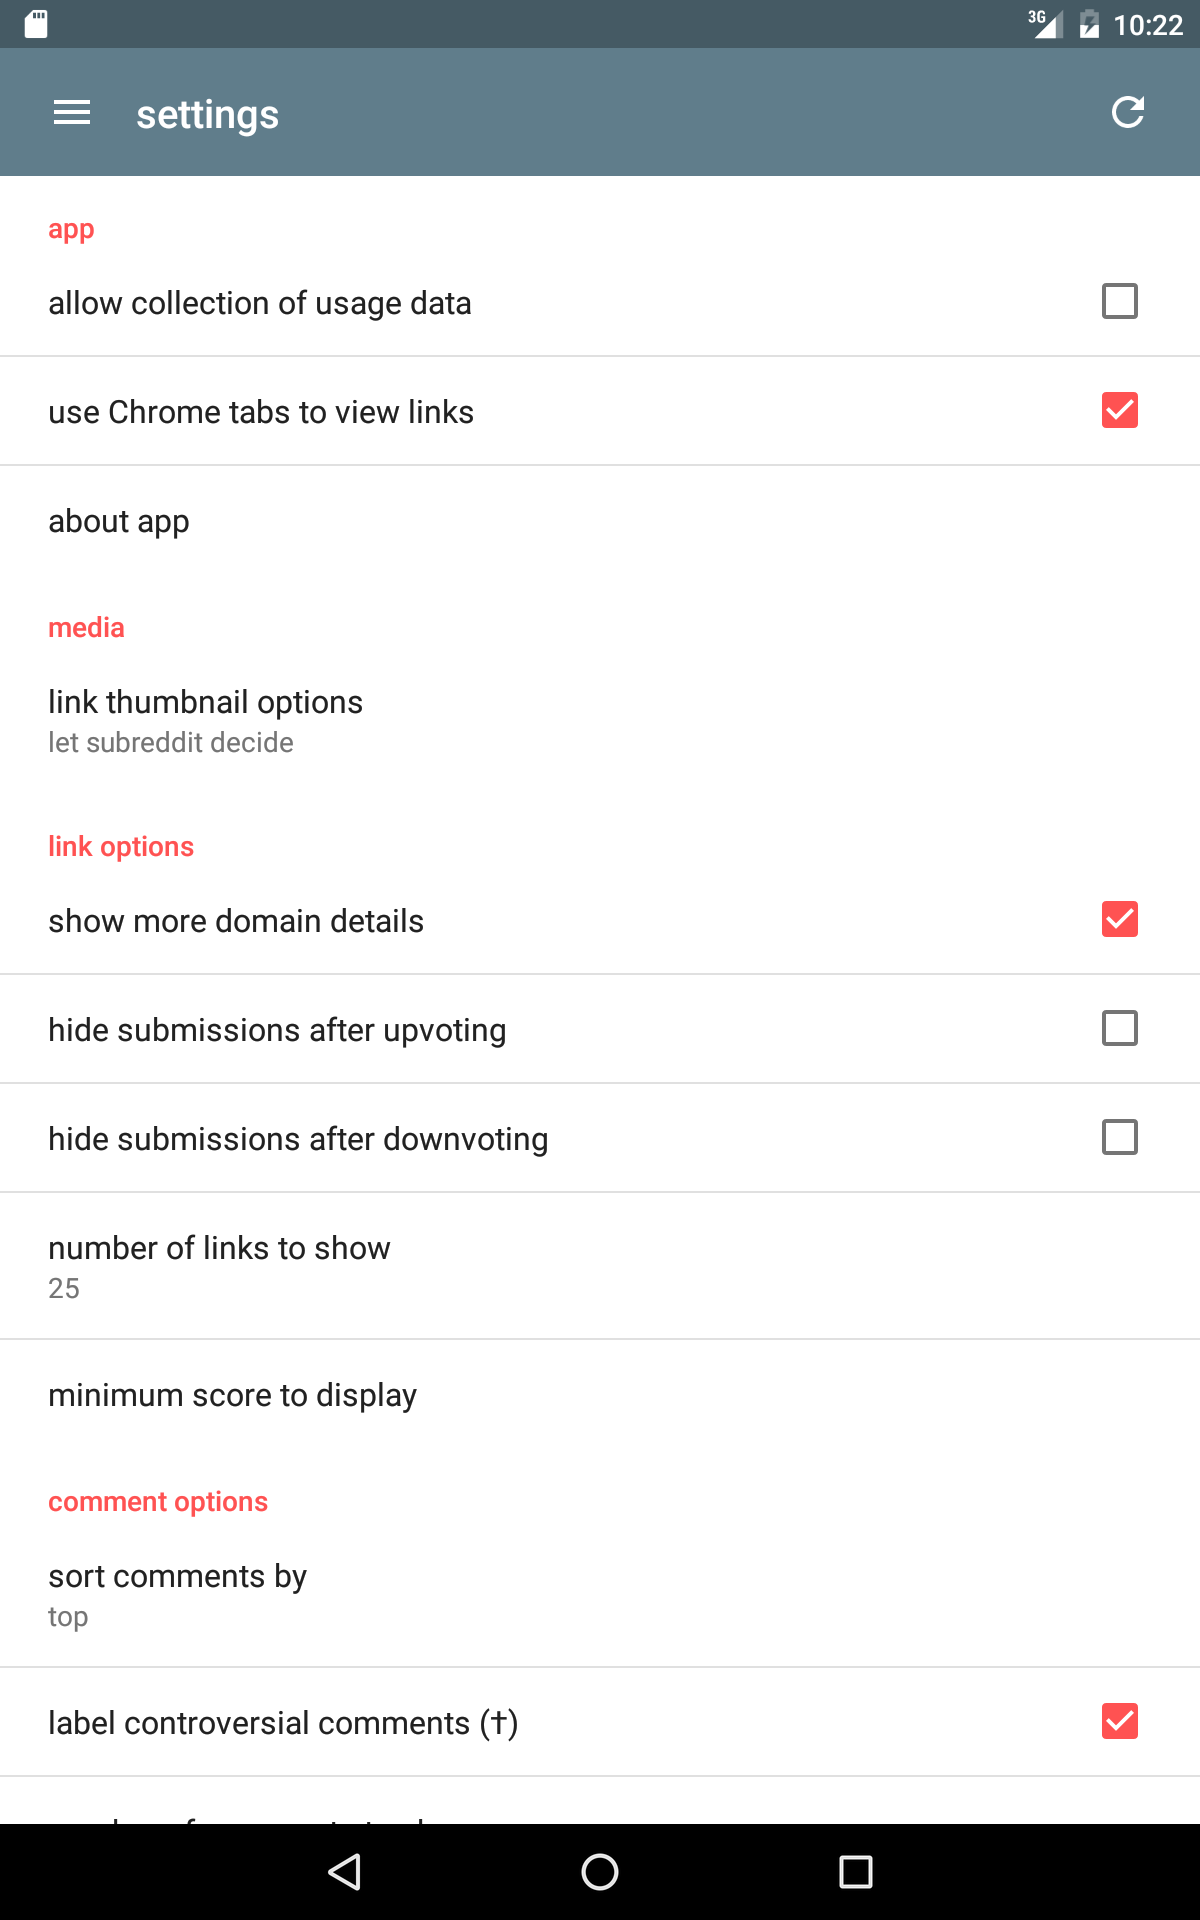 3G 10:22
settings
app
allow collection of usage data
use Chrome tabs to view links
about app
media
link thumbnail options
let subreddit decide
link options
show more domain details
hide submissions after upvoting
hide submissions after downvoting
number of links to show
25
minimum score to display
comment options
sort comments by
top
label controversial comments (†)